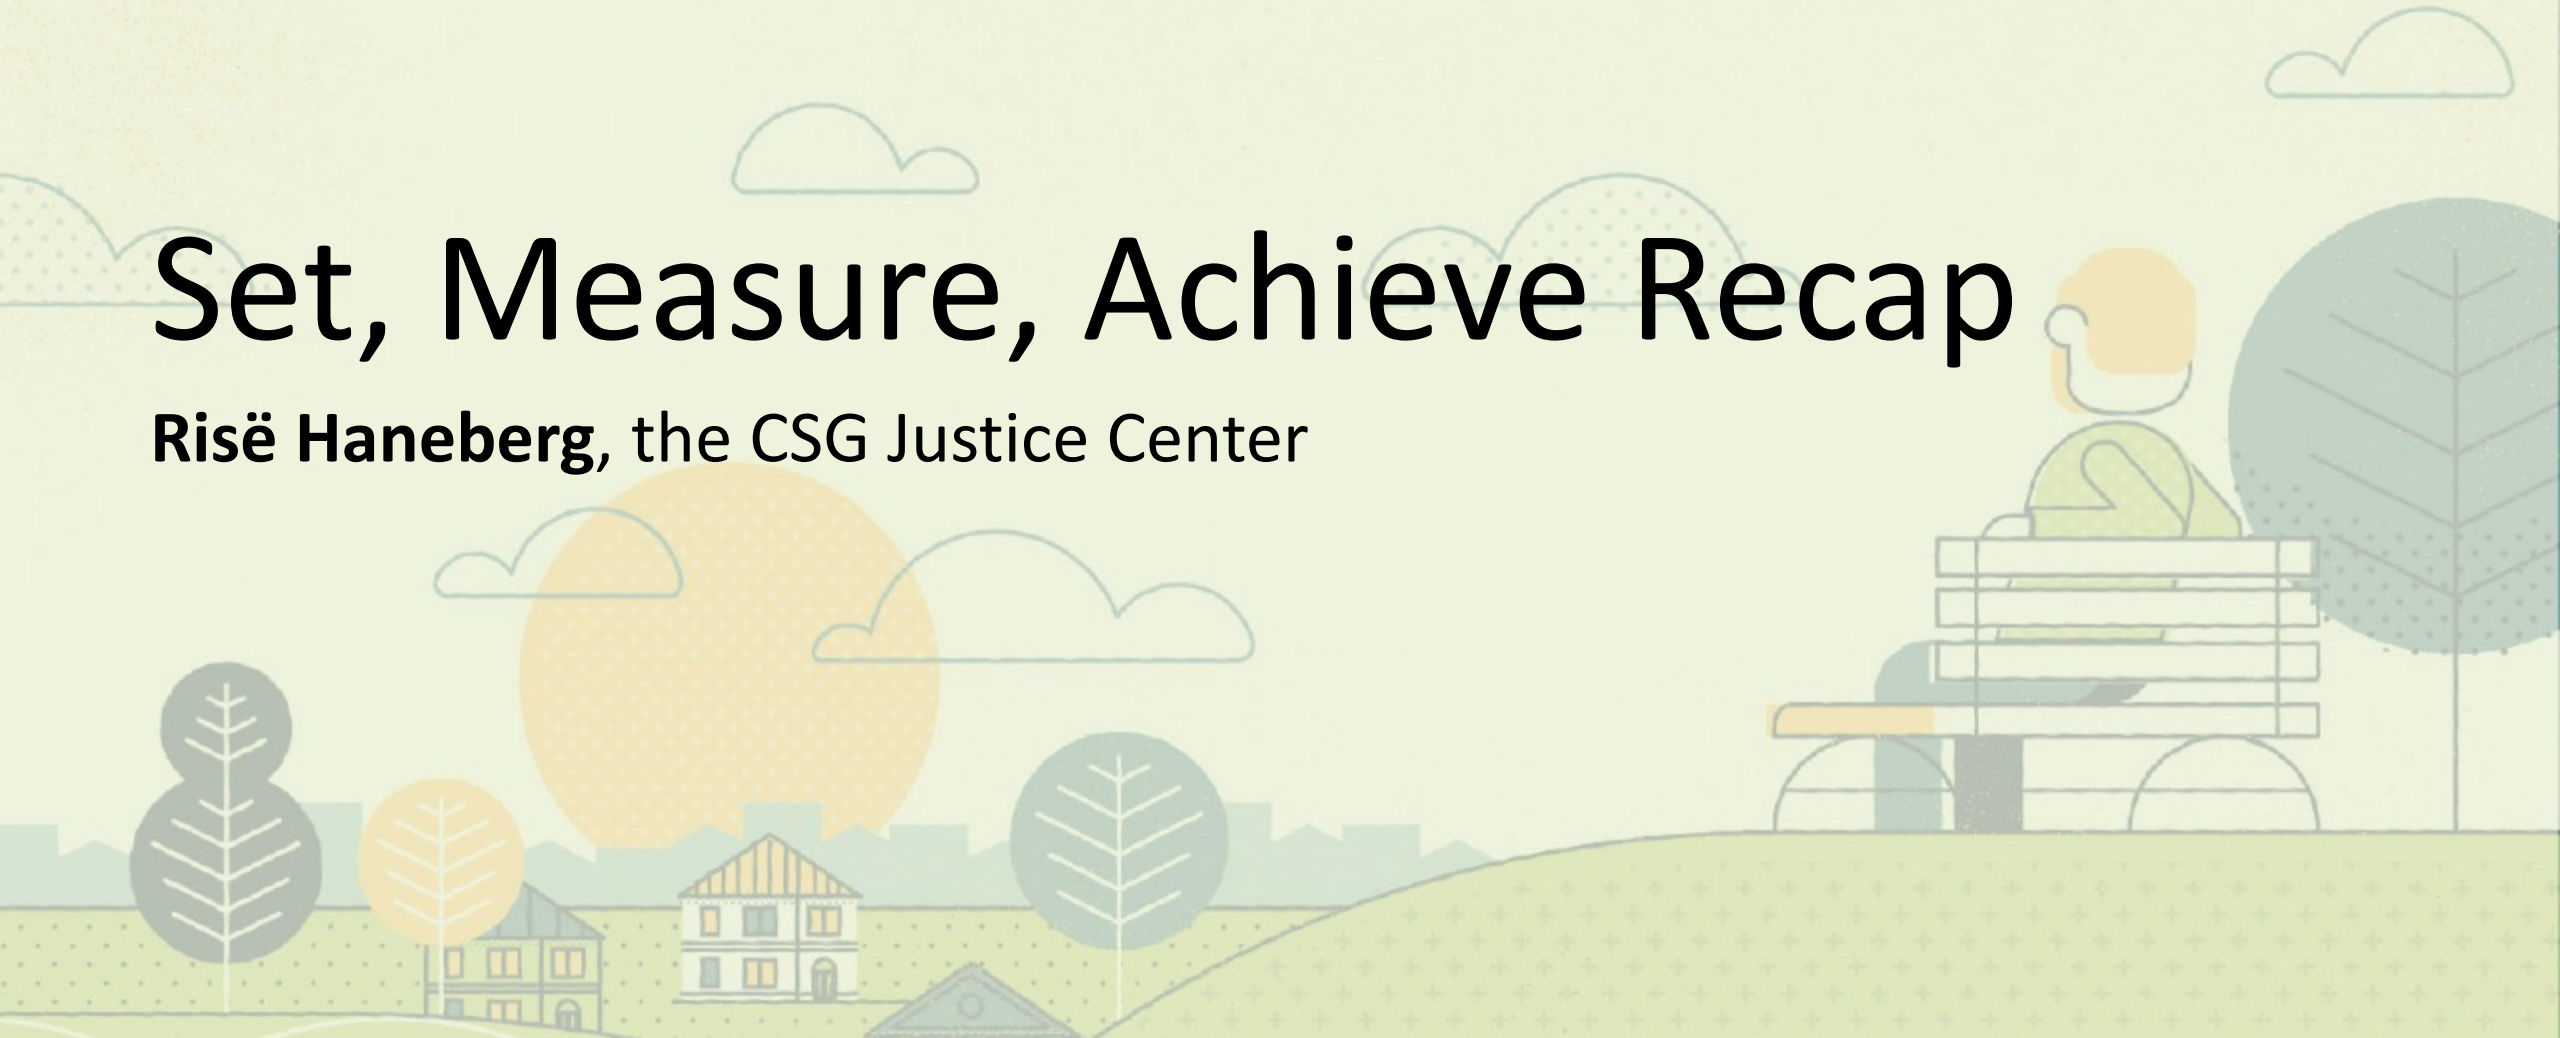 Set, Measure, Achieve Recap
Risë Haneberg, the CSG Justice Center